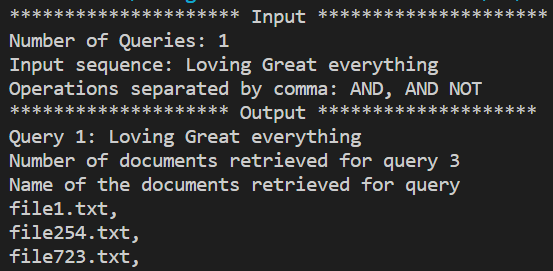 ********************* Input *********************
Number of Queries: 1
Input sequence: Loving Great everything
Operations separated by comma: AND, AND NOT
******************** Output ********************
Query 1: Loving Great everything
Number of documents retrieved for query 3
Name of the documents retrieved for query
file1.txt,
file254.txt,
file723.txt,